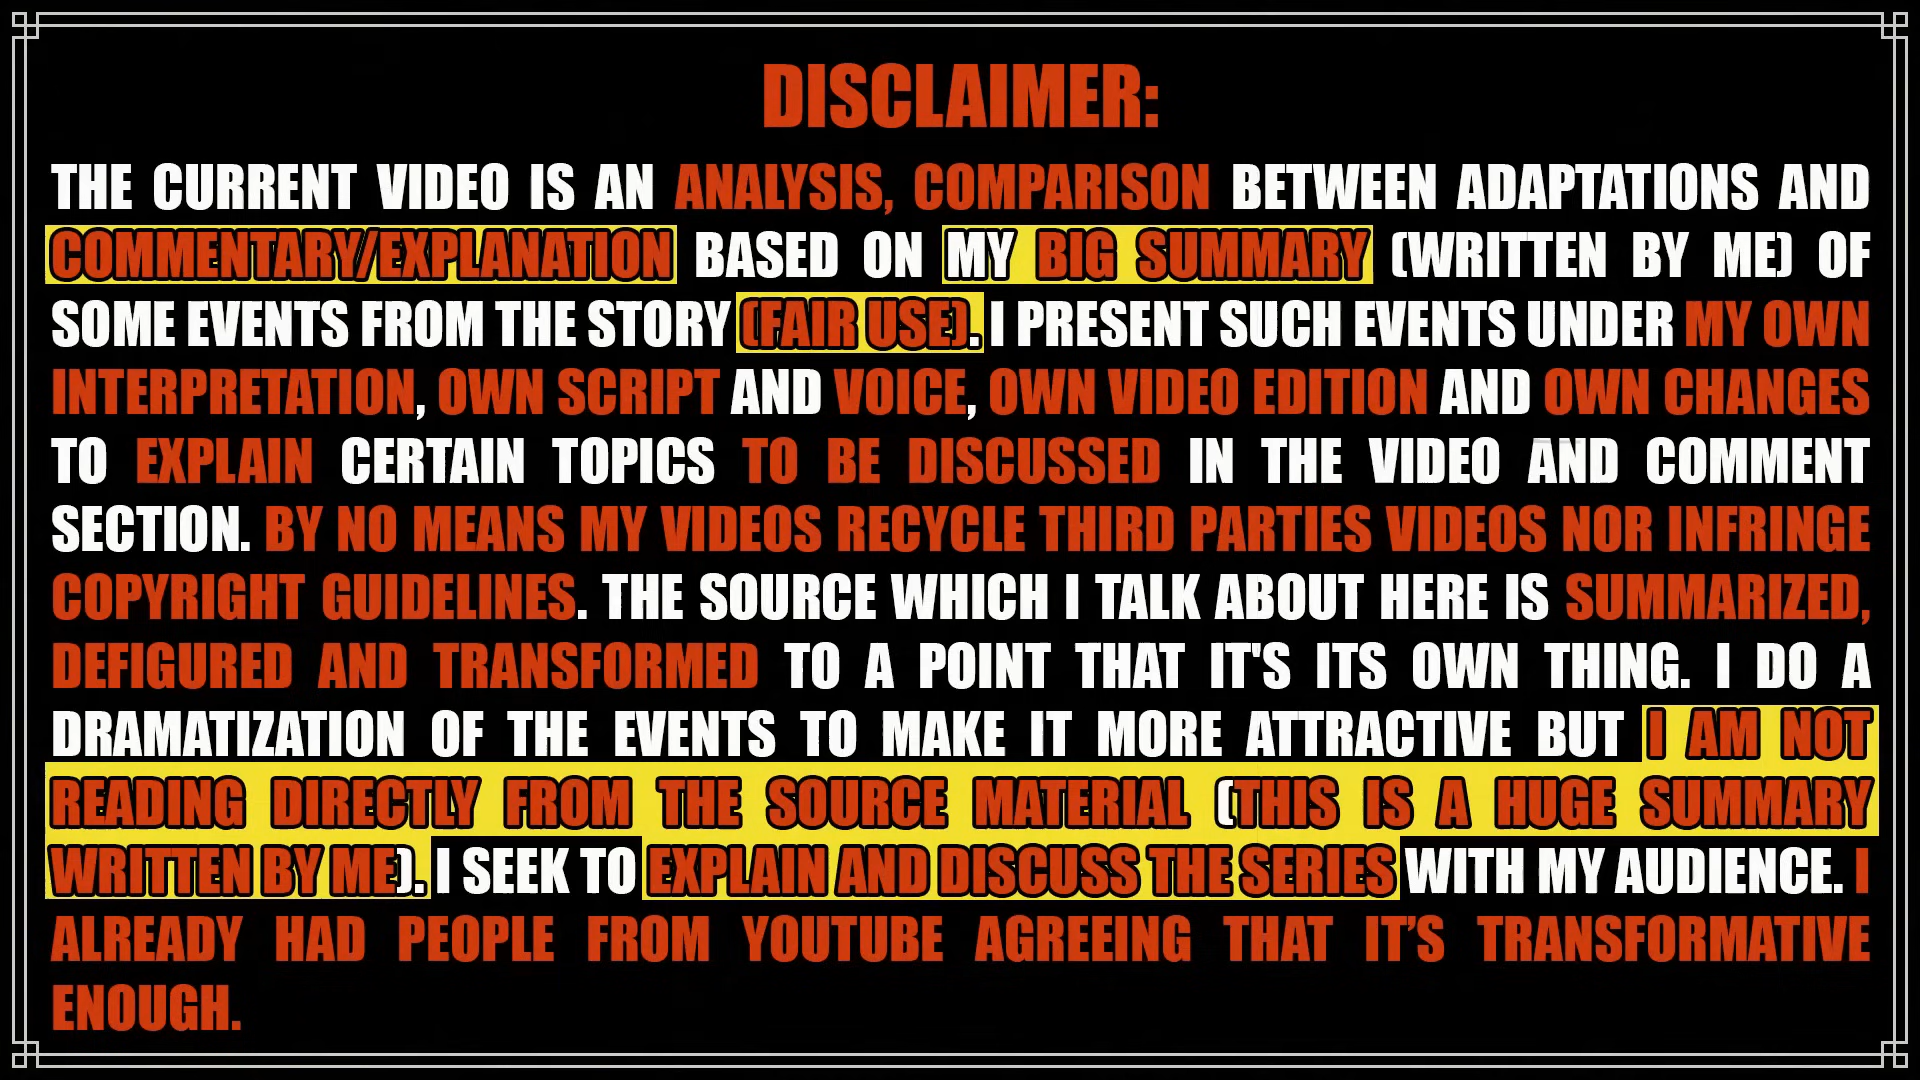 DISCLAIMER:
THE CURRENT VIDEO IS AN ANALYSIS, COMPARISON BETWEEN ADAPTATIONS AND
COMMENTARY/EXPLANATION BASED ON MY BIG SUMMARY (WRITTEN BY ME) OF
SOME EVENTS FROM THE STORY (FAIR USE). I PRESENT SUCH EVENTS UNDER MY OWN
INTERPRETATION, OWN SCRIPT AND VOICE, OWN VIDEO EDITION AND OWN CHANGES
TO EXPLAIN CERTAIN TOPICS TO BE DISCUSSED IN THE VIDEO AND COMMENT
SECTION. BY NO MEANS MY VIDEOS RECYCLE THIRD PARTIES VIDEOS NOR INFRINGE
COPYRIGHT GUIDELINES. THE SOURCE WHICH I TALK ABOUT HERE IS SUMMARIZED,
DEFIGURED AND TRANSFORMED TO A POINT THAT IT'S ITS OWN THING. I DO A
DRAMATIZATION OF THE EVENTS TO MAKE IT MORE ATTRACTIVE BUT I AM NOT
READING DIRECTLY FROM THE SOURCE MATERIAL (THIS IS A HUGE SUMMARY
WRITTEN BY ME). I SEEK TO EXPLAIN AND DISCUSS THE SERIES WITH MY AUDIENCE. I
ALREADY HAD PEOPLE FROM YOUTUBE AGREEING THAT IT’S TRANSFORMATIVE
ENOUGH.